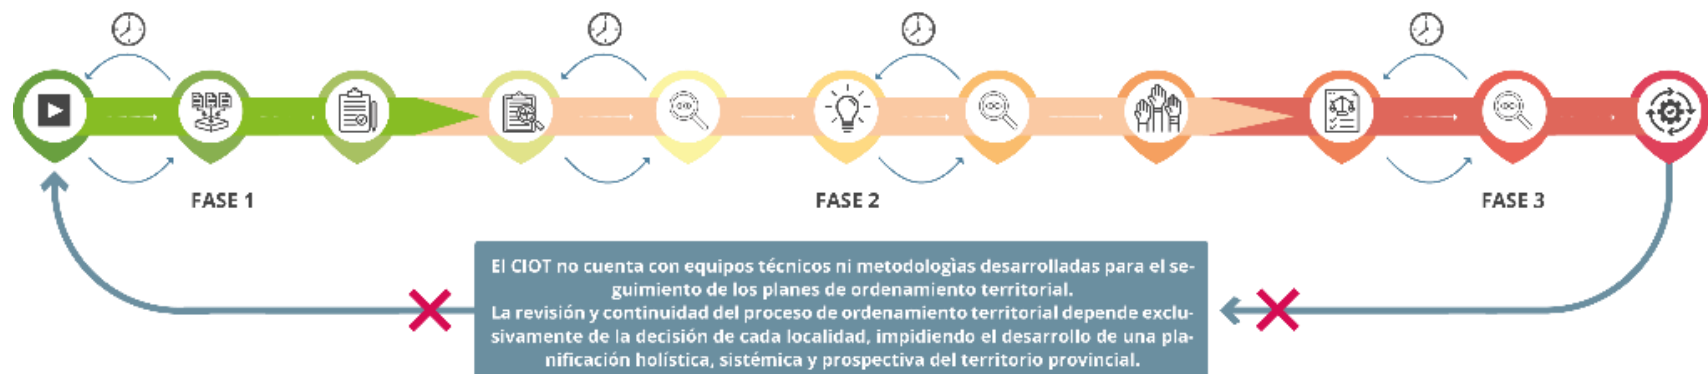 FASE 1
FASE 2
FASE 3
El CIOT no cuenta con equipos técnicos ni metodologìas desarrolladas para el se-
guimiento de los planes de ordenamiento territorial.
La revisión y continuidad del proceso de ordenamiento territorial depende exclu-
sivamente de la decisión de cada localidad, impidiendo el desarrollo de una pla-
nificación holística, sistémica y prospectiva del territorio provincial.